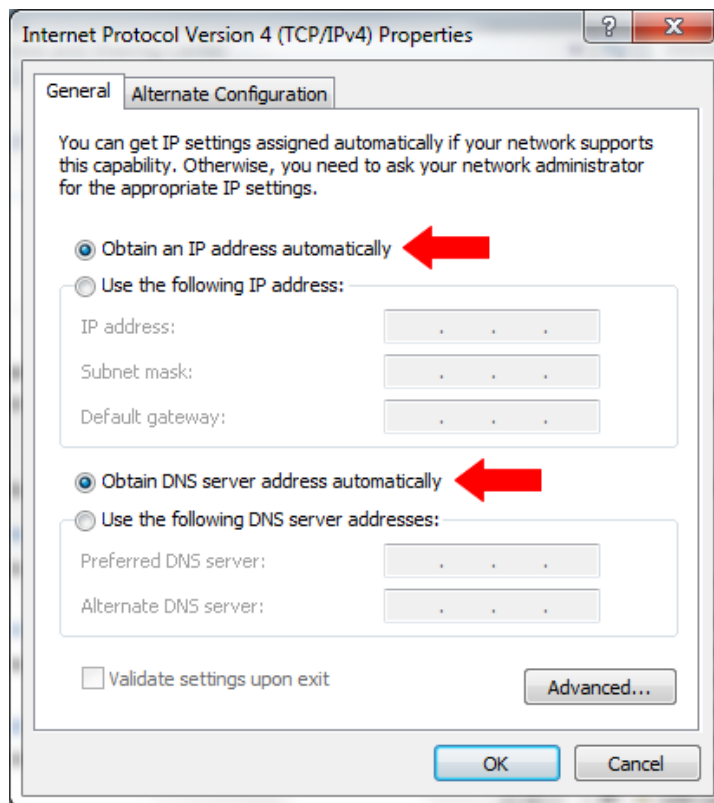 Internet Protocol Version 4 (TCP/IPv4) Properties
?
General
Alternate Configuration
You can get IP settings assigned automatically if your network supports
this capability. Otherwise, you need to ask your network administrator
for the appropriate IP settings.
Obtain an IP address automatically
Use the following IP address:
IP address:
Subnet mask:
Default gateway:
Obtain DNS server address automatically
Use the following DNS server addresses:
Preferred DNS server:
Alternate DNS server:
Validate settings upon exit
Advanced...
OK
Cancel